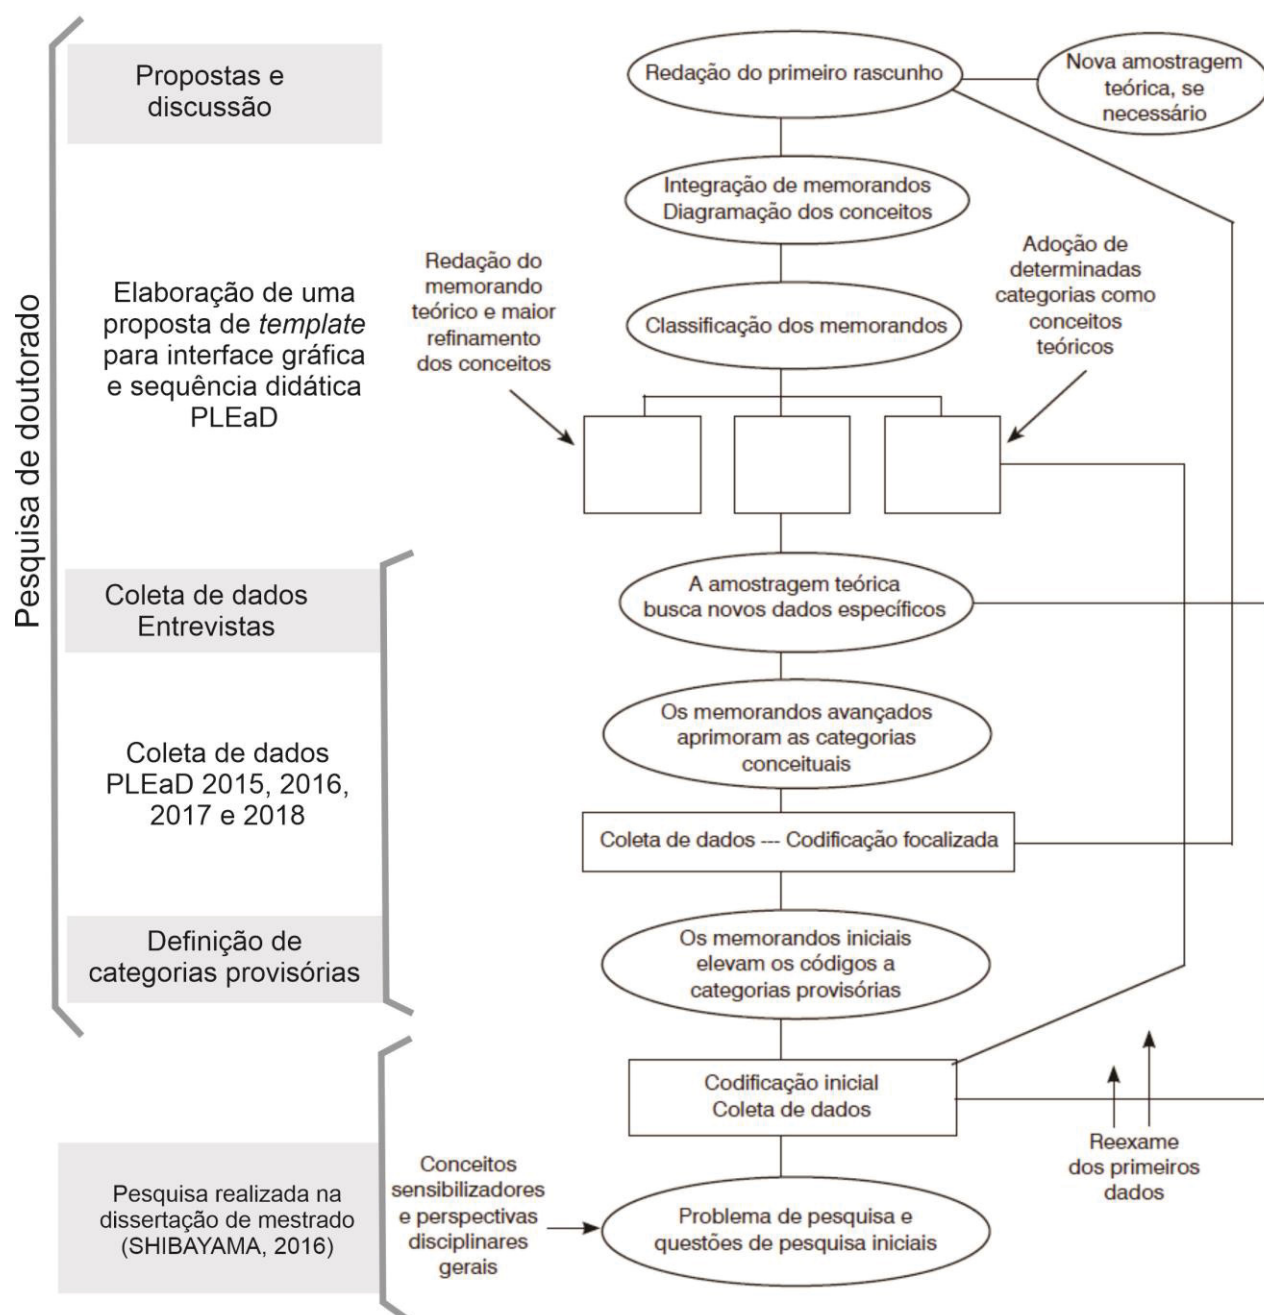 Pesquisa de doutorado
Propostas e
discussão
Elaboração de uma
proposta de template
para interface gráfica
e sequência didática
PLEaD
Coleta de dados
Entrevistas
Coleta de dados
PLEaD 2015, 2016,
2017 e 2018
Definição de
categorias provisórias
Pesquisa realizada na
dissertação de mestrado
(SHIBAYAMA, 2016)
Redação do primeiro rascunho
Nova amostragem
teórica, se
necessário
Integração de memorandos
Diagramação dos conceitos
Redação do
memorando
teórico e maior
refinamento
dos conceitos
Classificação dos memorandos
Adoção de
determinadas
categorias como
conceitos
teóricos
A amostragem teórica
busca novos dados específicos
Os memorandos avançados
aprimoram as categorias
conceituais
Coleta de dados --- Codificação focalizada
Os memorandos iniciais
elevam os códigos a
categorias provisórias
Codificação inicial
Coleta de dados
Reexame
dos primeiros
dados
Conceitos
sensibilizadores
e perspectivas
disciplinares
gerais
Problema de pesquisa e
questões de pesquisa iniciais